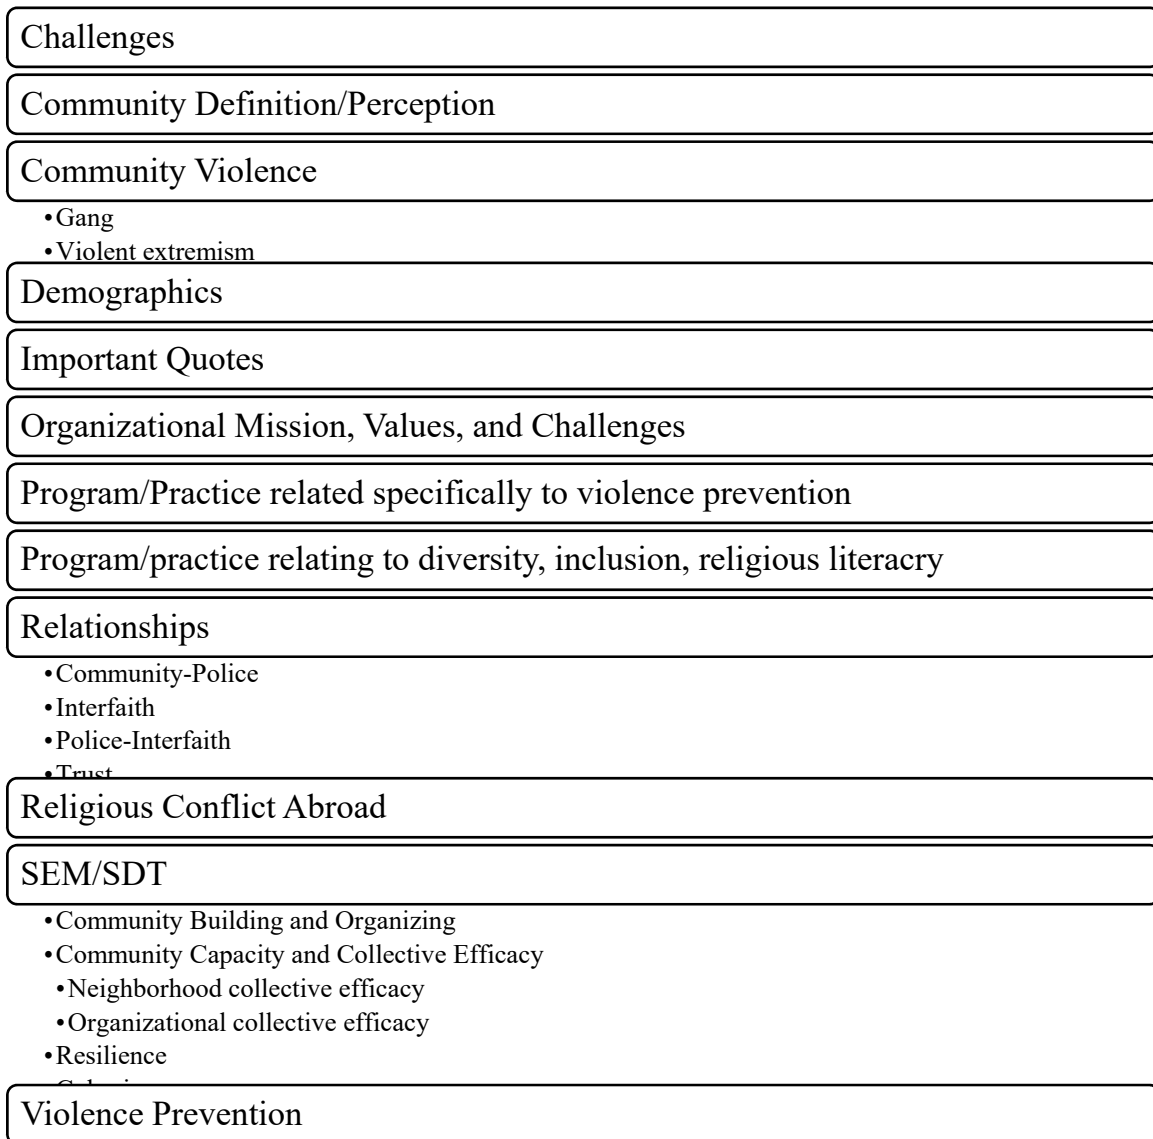 Challenges
Community Definition/Perception
Community Violence
•Gang
•Violent extremism
Demographics
Important Quotes
Organizational Mission, Values, and Challenges
Program/Practice related specifically to violence prevention
Program/practice relating to diversity, inclusion, religious literacry
Relationships
•Community-Police
•Interfaith
•Police-Interfaith
•Trust
Religious Conflict Abroad
SEM/SDT
•Community Building and Organizing
•Community Capacity and Collective Efficacy
•Neighborhood collective efficacy
•Organizational collective efficacy
•Resilience
Violence Prevention